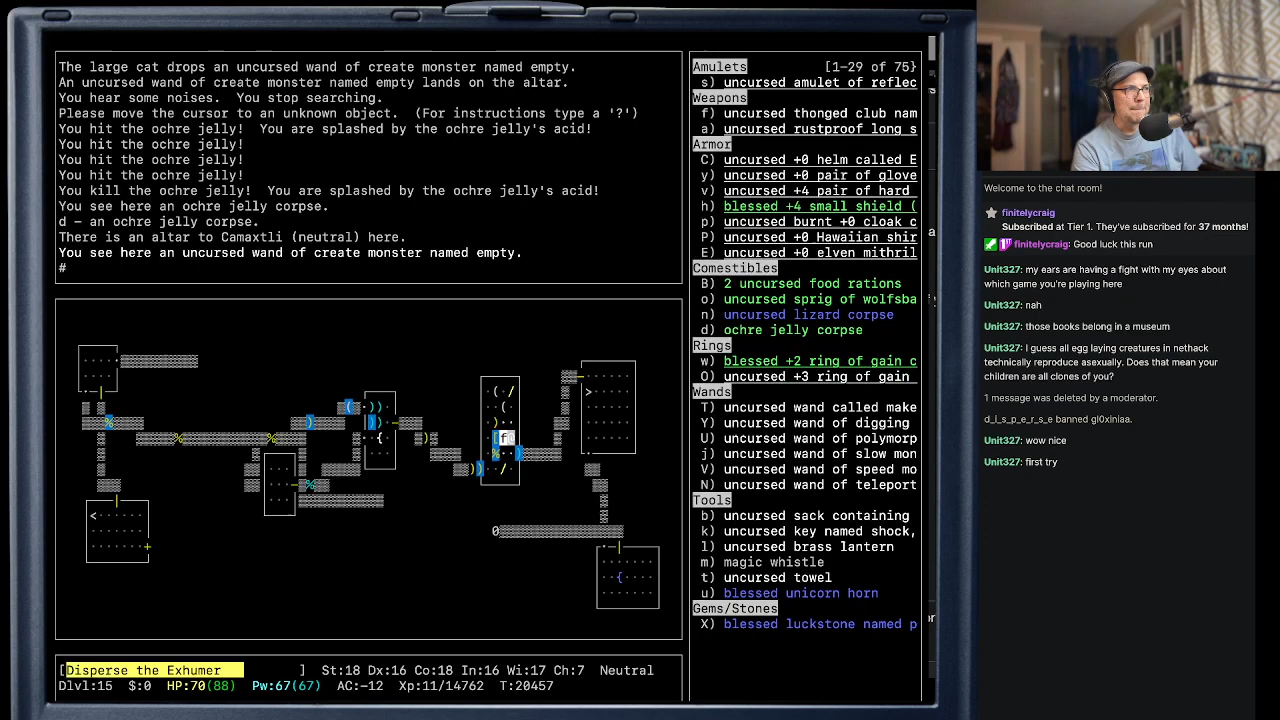 The large cat drops an uncursed wand of create monster named empty.
An uncursed wand of create monster named empty lands on the altar.
You hear some noises.  You stop searching.
Please move the cursor to an unknown object.  (For instructions type a '?')
You hit the ochre jelly!  You are splashed by the ochre jelly's acid!
You hit the ochre jelly!
You hit the ochre jelly!
You hit the ochre jelly!
You kill the ochre jelly!  You are splashed by the ochre jelly's acid!
You see here an ochre jelly corpse.
d - an ochre jelly corpse.
There is an altar to Camaxtli (neutral) here.
You see here an uncursed wand of create monster named empty.
#
[Disperse the Exhumer ] St:18 Dx:16 Co:18 In:16 Wi:17 Ch:7 Neutral
Dlvl:15 $:0 HP:70(88) Pw:67(67) AC:-12 Xp:11/14762 T:20457
Amulets [1-29 of 75}
s) uncursed amulet of reflec
Weapons
f) uncursed thonged club nam
a) uncursed rustproof long s
Armor
C) uncursed +0 helm called E
y) uncursed +0 pair of glove
v) uncursed +4 pair of hard
h) blessed +4 small shield (
p) uncursed burnt +0 cloak c
P) uncursed +0 Hawaiian shir
E) uncursed +0 elven mithril
Comestibles
B) 2 uncursed food rations
o) uncursed sprig of wolfsba
n) uncursed lizard corpse
d) ochre jelly corpse
Rings
w) blessed +2 ring of gain c
O) uncursed +3 ring of gain
Wands
T) uncursed wand called make
Y) uncursed wand of digging
U) uncursed wand of polymorp
j) uncursed wand of slow mon
V) uncursed wand of speed mo
N) uncursed wand of teleport
Tools
b) uncursed sack containing
k) uncursed key named shock,
l) uncursed brass lantern
m) magic whistle
t) uncursed towel
u) blessed unicorn horn
Gems/Stones
X) blessed luckstone named p
Welcome to the chat room!
finitelycraig
Subscribed at Tier 1. They've subscribed for 37 months!
finitelycraig: Good luck this run
Unit327: my ears are having a fight with my eyes about
which game you're playing here
Unit327: nah
Unit327: those books belong in a museum
Unit327: I guess all egg laying creatures in nethack
technically reproduce asexually. Does that mean your
children are all clones of you?
1 message was deleted by a moderator.
d_i_s_p_e_r_s_e banned gl0xiniaa.
Unit327: wow nice
Unit327: first try